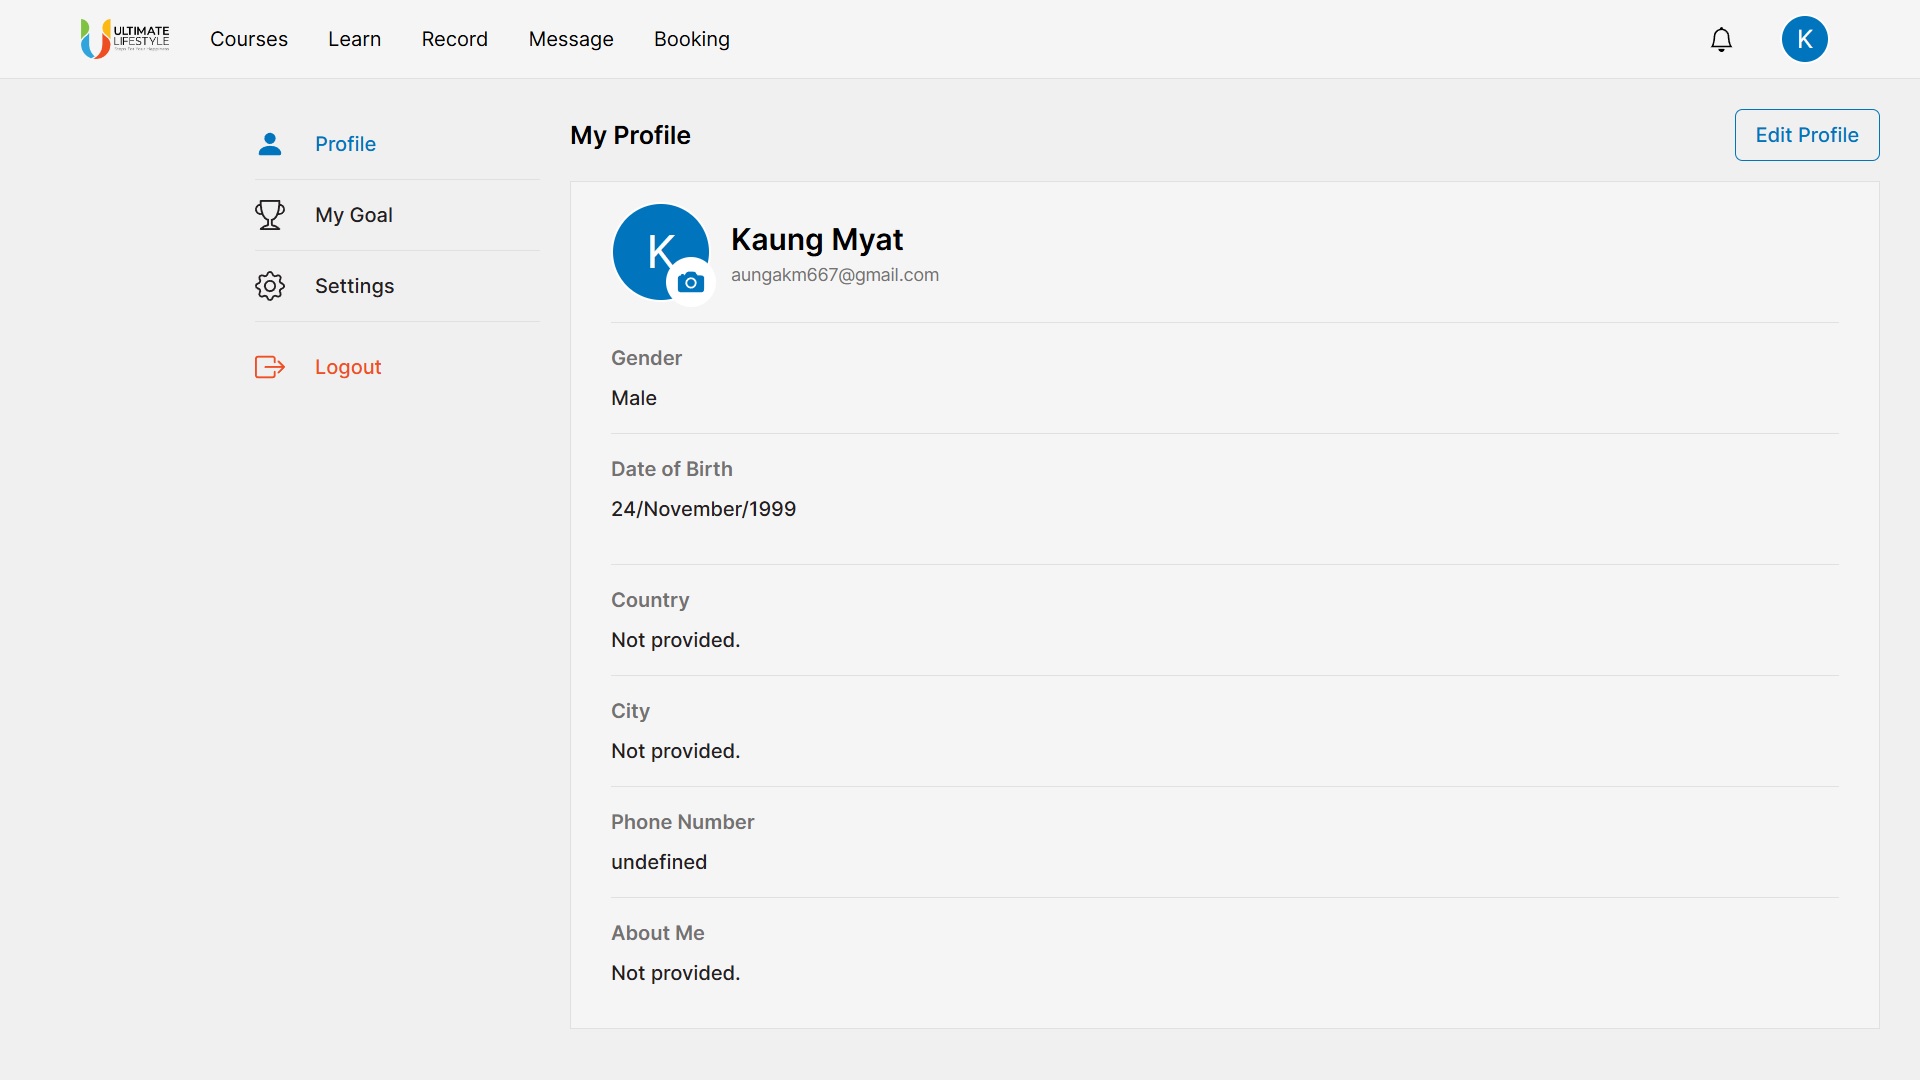 ULTIMATE
LIFESTYLE
Courses
Learn
Record
Message
Booking
K
Profile
My Goal
Settings
Logout
My Profile
Edit Profile
K
Kaung Myat
aungakm667@gmail.com
Gender
Male
Date of Birth
24/November/1999
Country
Not provided.
City
Not provided.
Phone Number
undefined
About Me
Not provided.